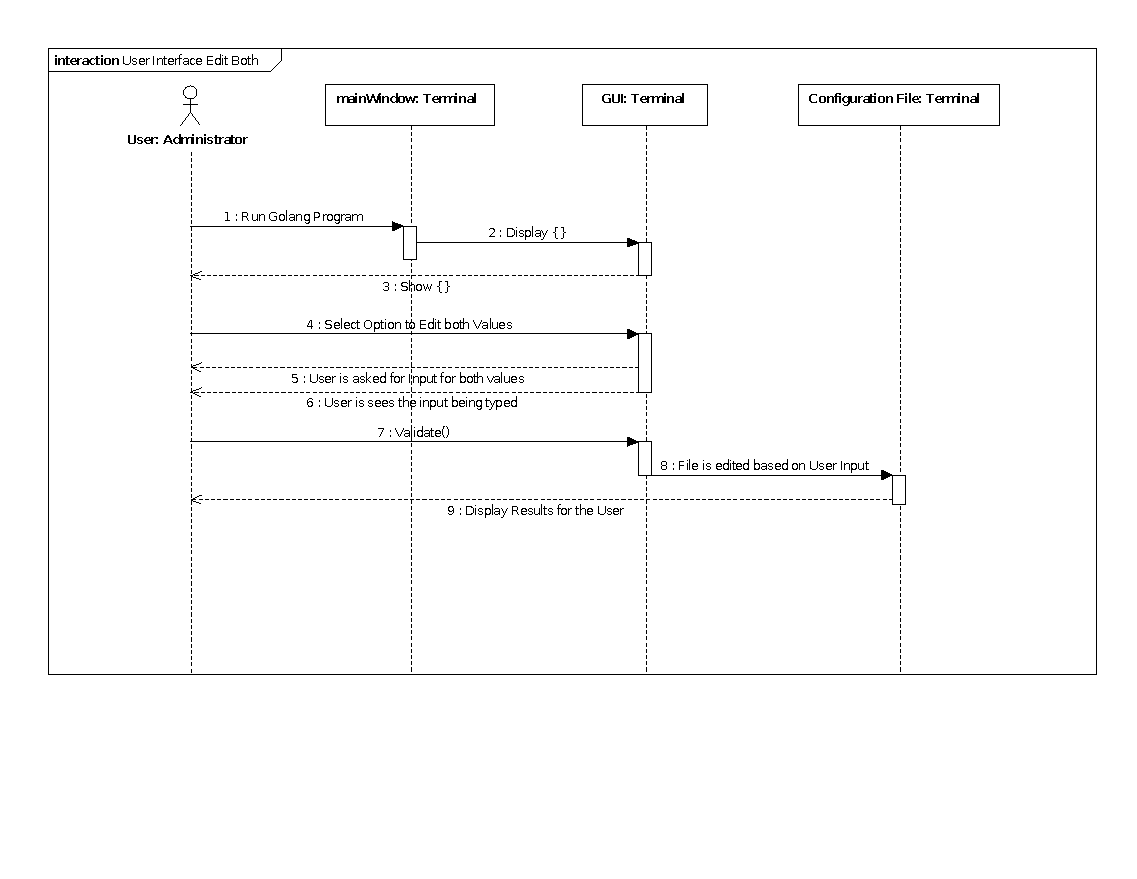 interaction User Interface Edit Both
User: Administrator
mainWindow: Terminal
GUI: Terminal
Configuration File: Terminal
1 : Run Golang Program
2 : Display {}
3 : Show {}
4 : Select Option to Edit both Values
5 : User is asked for Input for both values
6 : User is sees the input being typed
7 : Validate()
8 : File is edited based on User Input
9 : Display Results for the User